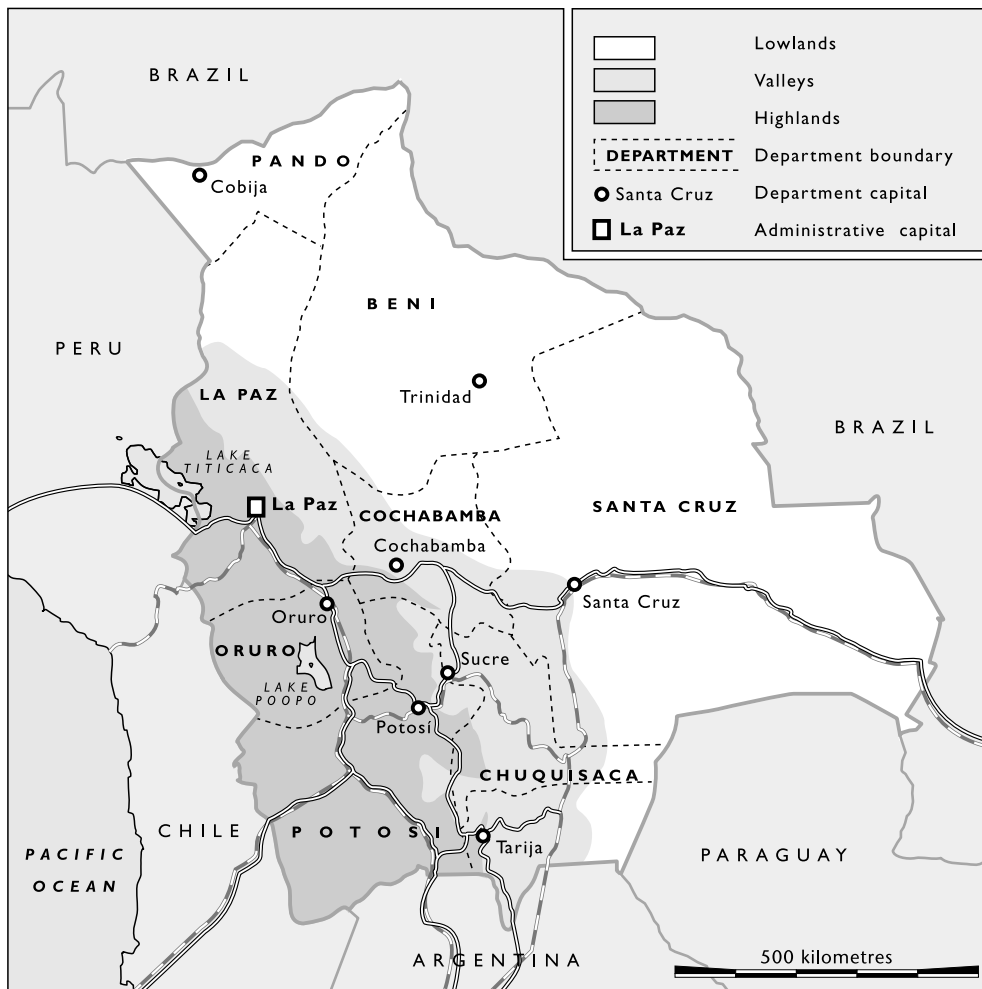 BRAZIL
Lowlands
Valleys
Highlands
DEPARTMENT Department boundary
Santa Cruz Department capital
La Paz Administrative capital
PANDO
Cobija
BENI
PERU
LA PAZ
Trinidad
BRAZIL
LAKE
TITICACA
La Paz
COCHABAMBA
SANTA CRUZ
Cochabamba
Santa Cruz
Oruro
ORURO
Sucre
LAKE
POOPO
Potosí
CHUQUISACA
CHILE
POTOSI
Tarija
PARAGUAY
PACIFIC
OCEAN
ARGENTINA
500 kilometres